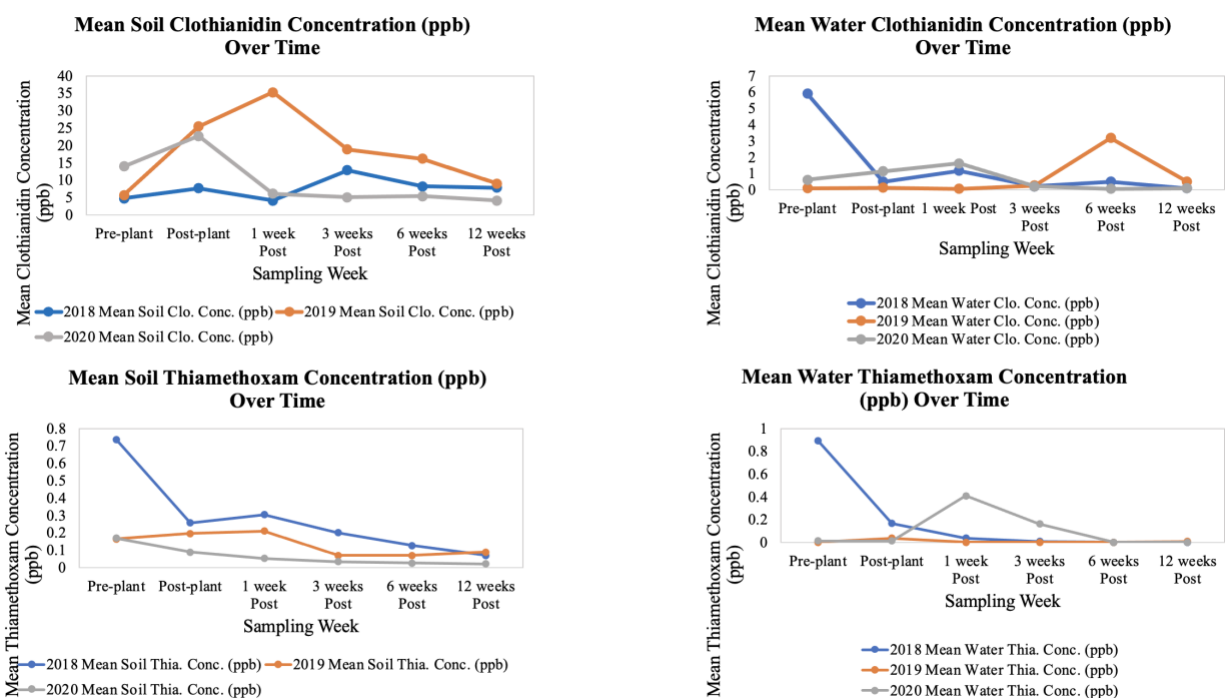 Mean Soil Clothianidin Concentration (ppb)
Over Time
Mean Clothianidin Concentration
(ppb)
40
35
30
25
20
15
10
5
0
Pre-plant Post-plant 1 week 3 weeks 6 weeks 12 weeks
Post Post Post Post
Sampling Week
2018 Mean Soil Clo. Conc. (ppb) 2019 Mean Soil Clo. Conc. (ppb)
2020 Mean Soil Clo. Conc. (ppb)
Mean Water Clothianidin Concentration (ppb)
Over Time
Mean Clothianidin Concentration
(ppb)
7
6
5
4
3
2
1
0
Pre-plant Post-plant 1 week Post 3 weeks 6 weeks 12 weeks
Post Post Post
Sampling Week
2018 Mean Water Clo. Conc. (ppb)
2019 Mean Water Clo. Conc. (ppb)
2020 Mean Water Clo. Conc. (ppb)
Mean Soil Thiamethoxam Concentration (ppb)
Over Time
Mean Thiamethoxam Concentration
(ppb)
0.8
0.7
0.6
0.5
0.4
0.3
0.2
0.1
0
Pre-plant Post-plant 1 week 3 weeks 6 weeks 12 weeks
Post Post Post Post
Sampling Week
2018 Mean Soil Thia. Conc. (ppb) 2019 Mean Soil Thia. Conc. (ppb)
2020 Mean Soil Thia. Conc. (ppb)
Mean Water Thiamethoxam Concentration
(ppb) Over Time
Mean Thiamethoxam Concentration
(ppb)
1
0.8
0.6
0.4
0.2
0
Pre-plant Post-plant 1 week 3 weeks 6 weeks 12 weeks
Post Post Post Post
Sampling Week
2018 Mean Water Thia. Conc. (ppb)
2019 Mean Water Thia. Conc. (ppb)
2020 Mean Water Thia. Conc. (ppb)